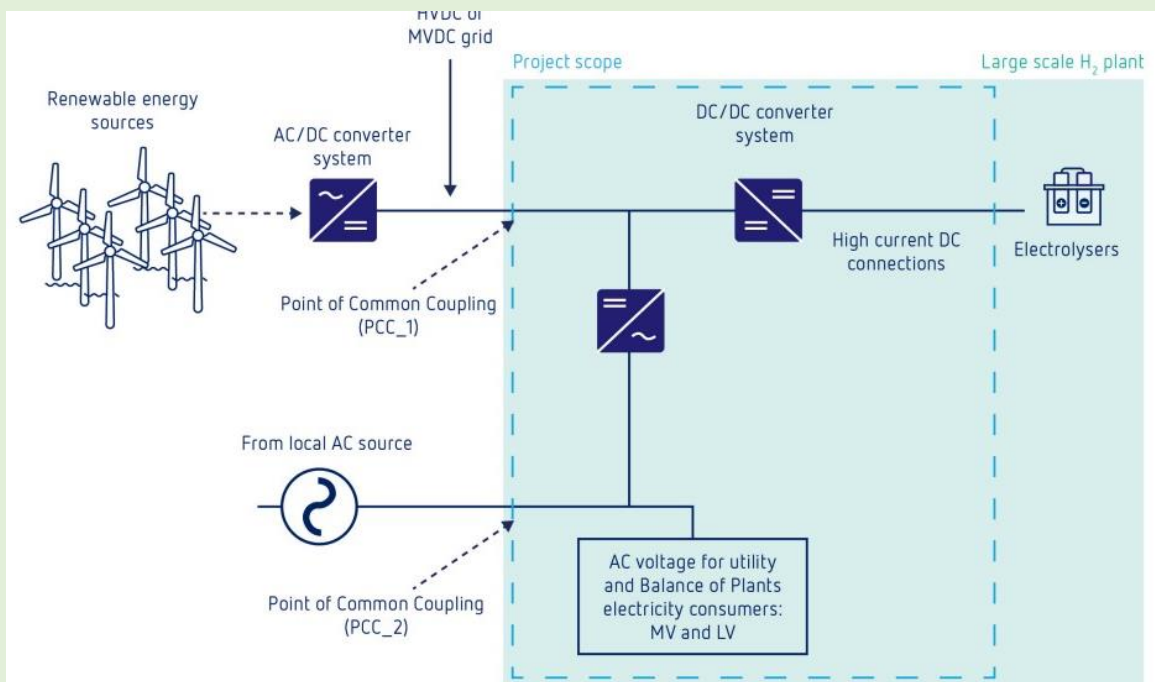 HVDC or
MVDC grid
Project scope
Large scale H₂ plant
Renewable energy
sources
AC/DC converter
system
DC/DC converter
system
High current DC
connections
Electrolysers
Point of Common Coupling
(PCC_1)
From local AC source
Point of Common Coupling
(PCC_2)
AC voltage for utility
and Balance of Plants
electricity consumers:
MV and LV